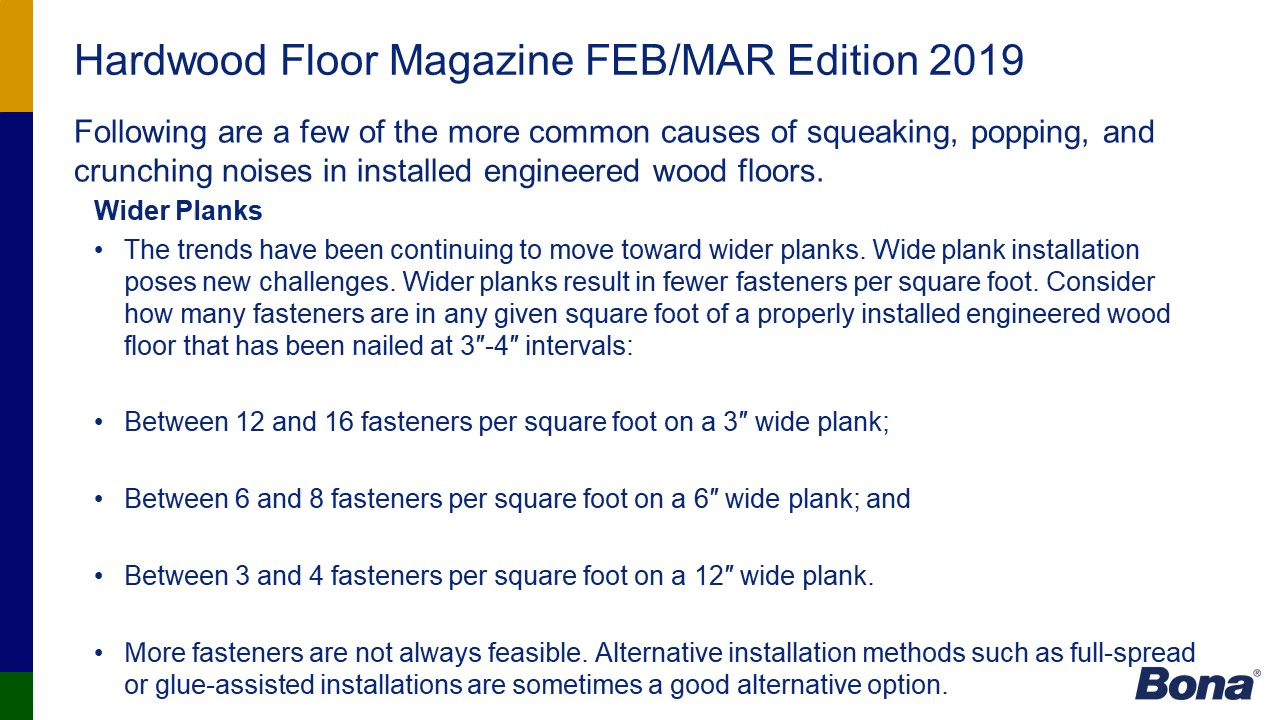 Hardwood Floor Magazine FEB/MAR Edition 2019
Following are a few of the more common causes of squeaking, popping, and
crunching noises in installed engineered wood floors.
Wider Planks
• The trends have been continuing to move toward wider planks. Wide plank installation
poses new challenges. Wider planks result in fewer fasteners per square foot. Consider
how many fasteners are in any given square foot of a properly installed engineered wood
floor that has been nailed at 3″-4″ intervals:
• Between 12 and 16 fasteners per square foot on a 3″ wide plank;
• Between 6 and 8 fasteners per square foot on a 6″ wide plank; and
• Between 3 and 4 fasteners per square foot on a 12″ wide plank.
• More fasteners are not always feasible. Alternative installation methods such as full-spread
or glue-assisted installations are sometimes a good alternative option.
Bona®